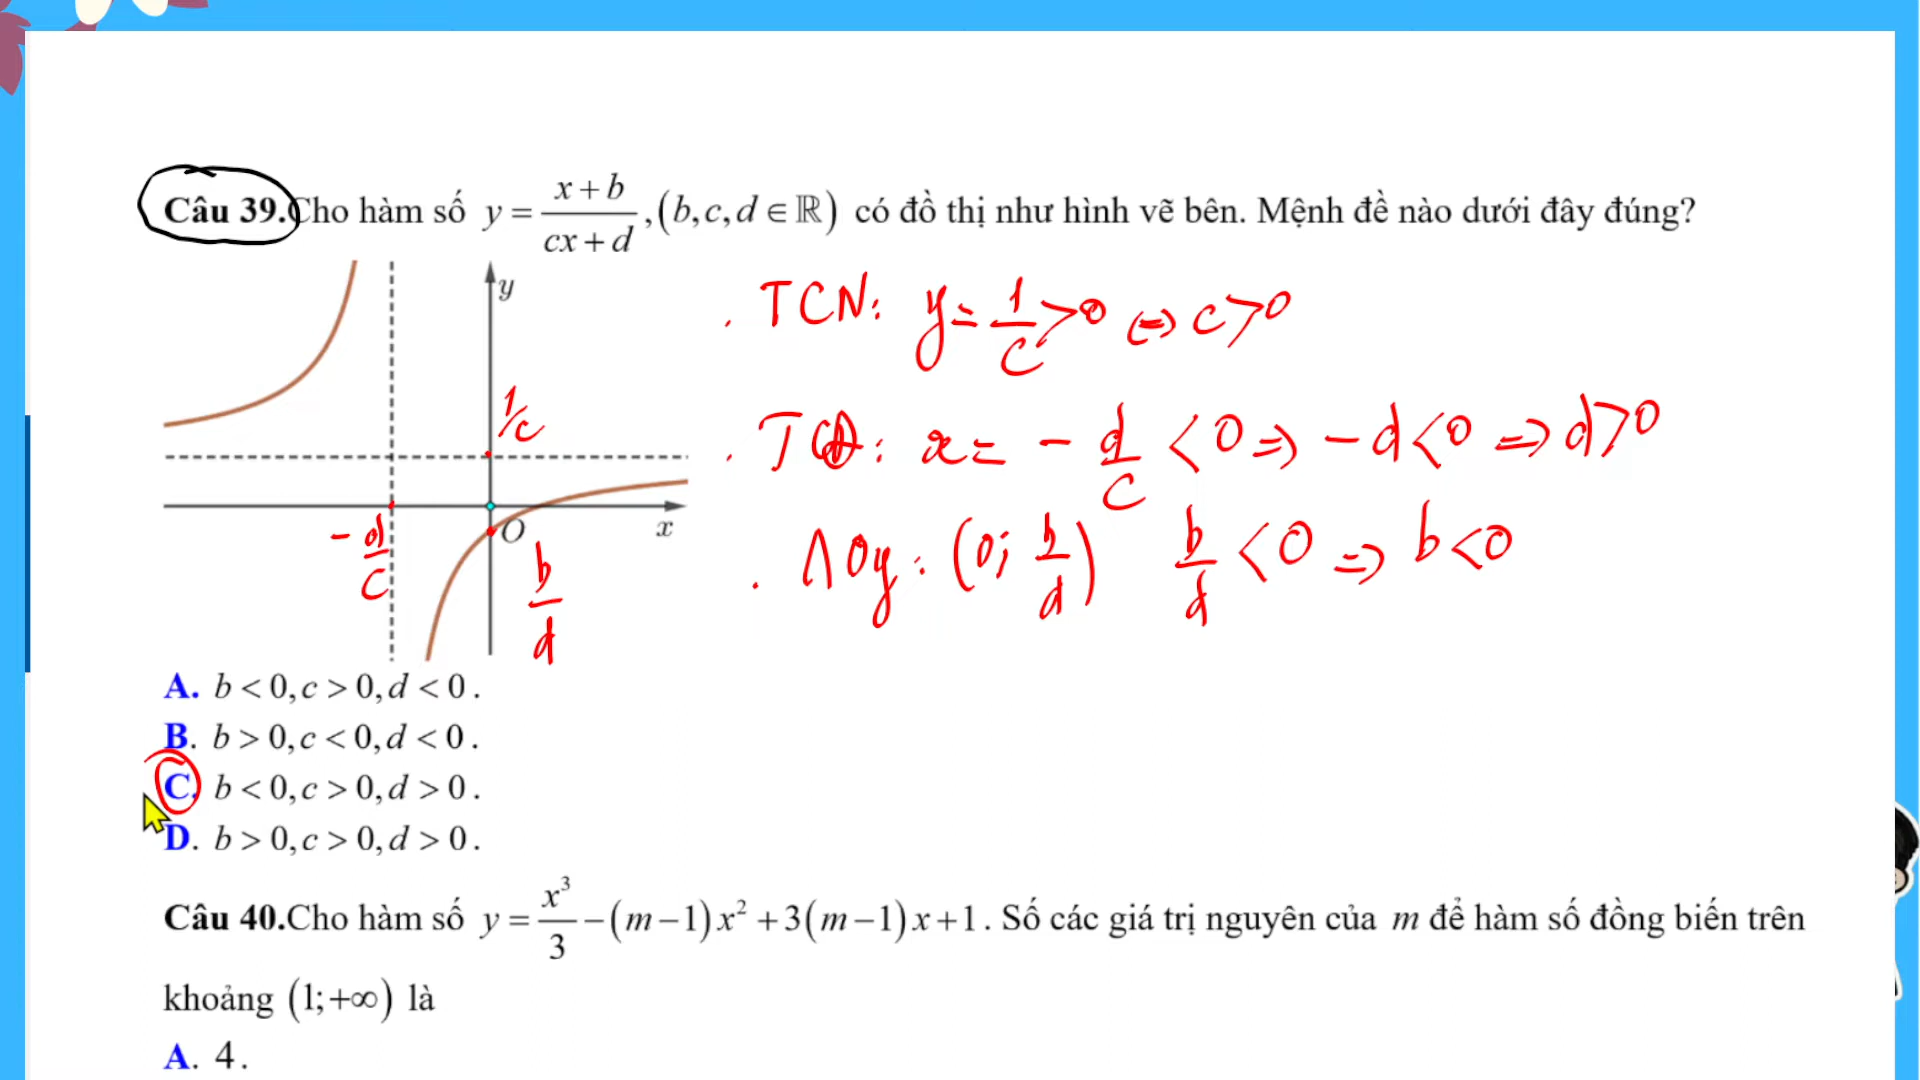 Câu 39.Cho hàm số y = (x + b)/(cx + d), (b, c, d ∈ ℝ) có đồ thị như hình vẽ bên. Mệnh đề nào dưới đây đúng?
y
. TCN: y = 1/c > 0 ⇔ c > 0
1/c
. TCĐ: x = -d/c < 0 ⇒ -d < 0 ⇒ d > 0
O
x
-d/c
b/d
. ∩Oy: (0; b/d) b/d < 0 ⇒ b < 0
A. b < 0, c > 0, d < 0.
B. b > 0, c < 0, d < 0.
C. b < 0, c > 0, d > 0.
D. b > 0, c > 0, d > 0.
Câu 40.Cho hàm số y = x³/3 − (m − 1)x² + 3(m − 1)x + 1. Số các giá trị nguyên của m để hàm số đồng biến trên
khoảng (1; +∞) là
A. 4.